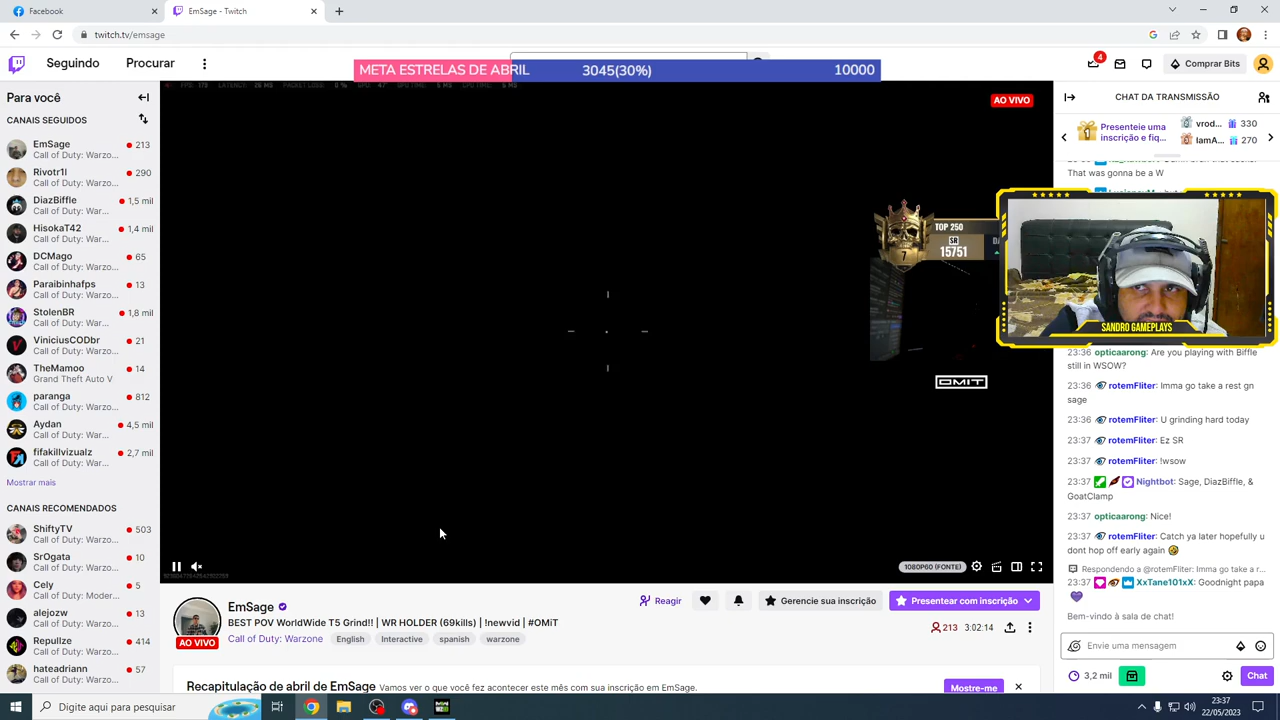 Facebook
EmSage - Twitch
twitch.tv/emsage
Seguindo
Procurar
META ESTRELAS DE ABRIL
3045(30%)
10000
4
Comprar Bits
Para você
CANAIS SEGUIDOS
EmSage
Call of Duty: Warzo...
213
Rivotr1l
Call of Duty: Warzo...
290
DiazBiffle
Call of Duty: Warzo...
1,5 mil
HisokaT42
Call of Duty: Warzo...
1,4 mil
DCMago
Call of Duty: Warzo...
65
Paraibinhafps
Call of Duty: Warzo...
13
StolenBR
Call of Duty: Warzo...
1,8 mil
ViniciusCODbr
Call of Duty: Warzo...
21
TheMamoo
Grand Theft Auto V
14
paranga
Call of Duty: Warzo...
812
Aydan
Call of Duty: War...
4,5 mil
fifakillvizualz
Call of Duty: War...
2,7 mil
Mostrar mais
CANAIS RECOMENDADOS
ShiftyTV
Call of Duty: Warzo...
503
SrOgata
Call of Duty: Warzo...
10
Cely
Call of Duty: Moder...
5
alejozw
Call of Duty: Warzo...
13
Repullze
Call of Duty: Warzo...
414
hateadriann
Call of Duty: Warzo...
57
AO VIVO
TOP 250
SR
15751
7
OMIT
1080P60 (FONTE)
EmSage
AO VIVO
BEST POV WorldWide T5 Grind!! | WR HOLDER (69kills) | !newvid | #OMiT
Call of Duty: Warzone
English
Interactive
spanish
warzone
Reagir
Gerencie sua inscrição
Presentear com inscrição
213
3:02:14
Recapitulação de abril de EmSage
Vamos ver o que você fez acontecer este mês com sua inscrição em EmSage.
Mostre-me
CHAT DA TRANSMISSÃO
1
Presenteie uma
inscrição e fiq...
vrod...
330
IamA...
270
That was gonna be a W
SANDRO GAMEPLAYS
23:36 opticaarong: Are you playing with Biffle
still in WSOW?
23:36 rotemFliter: Imma go take a rest gn
sage
23:36 rotemFliter: U grinding hard today
23:37 rotemFliter: Ez SR
23:37 rotemFliter: !wsow
23:37 Nightbot: Sage, DiazBiffle, &
GoatClamp
23:37 opticaarong: Nice!
23:37 rotemFliter: Catch ya later hopefully u
dont hop off early again
Respondendo a @rotemFliter: Imma go take a r...
23:37 XxTane101xX: Goodnight papa
Bem-vindo à sala de chat!
Envie uma mensagem
3,2 mil
Chat
Digite aqui para pesquisar
23:37
22/05/2023